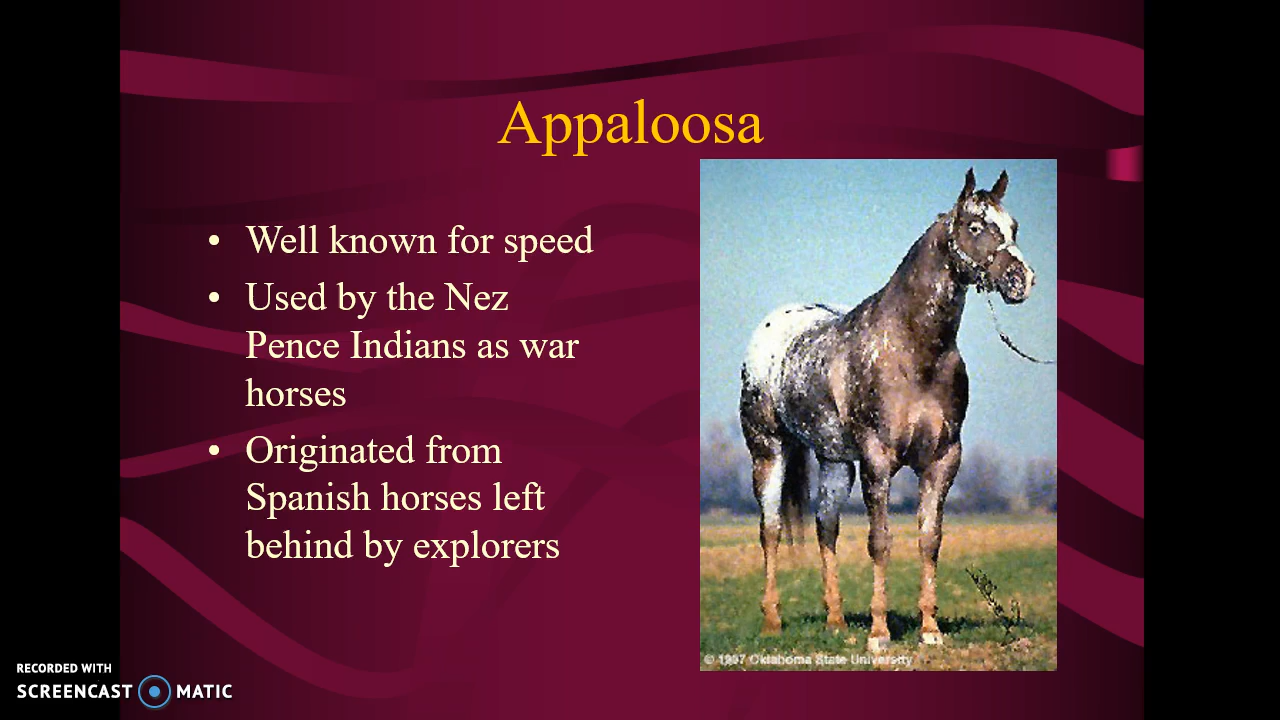 Appaloosa
• Well known for speed
• Used by the Nez
Pence Indians as war
horses
• Originated from
Spanish horses left
behind by explorers
© 1997 Oklahoma State University
RECORDED WITH
SCREENCAST MATIC